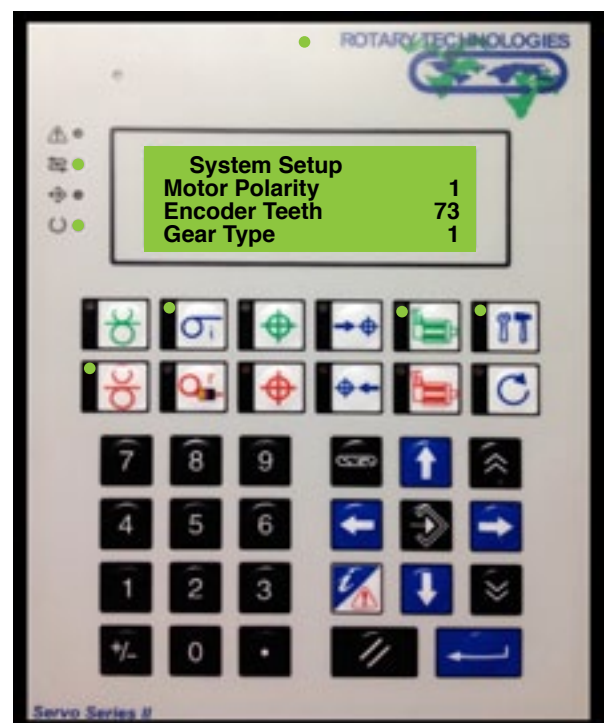 ROTARY TECHNOLOGIES
System Setup
Motor Polarity 1
Encoder Teeth 73
Gear Type 1
i
r
7 8 9
4 5 6
i
1 2 3
+/- 0 .
Servo Series II